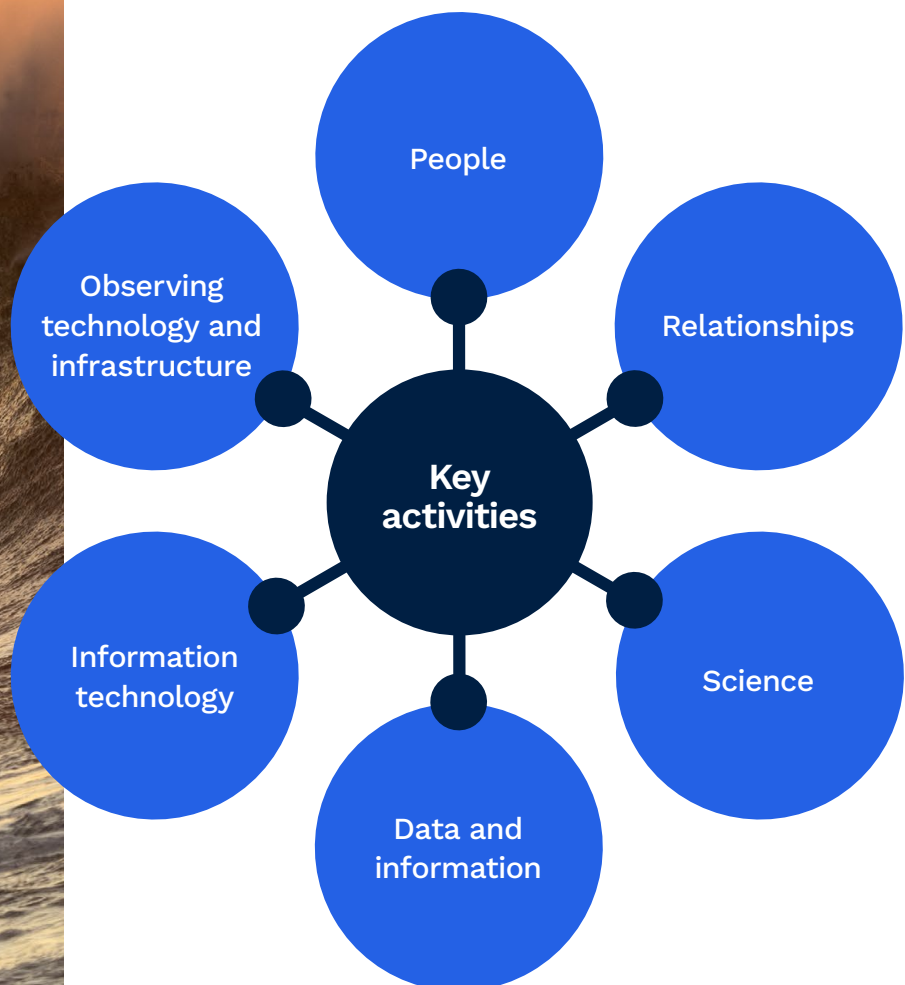 People
Observing
technology and
infrastructure
Relationships
Key
activities
Information
technology
Science
Data and
information